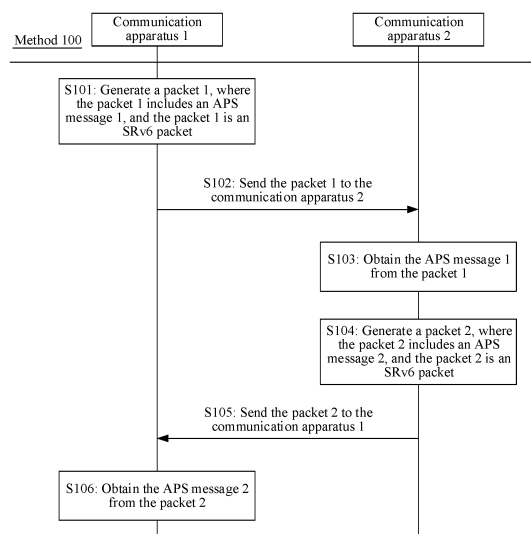 Method 100
Communication
apparatus 1
Communication
apparatus 2
S101: Generate a packet 1, where
the packet 1 includes an APS
message 1, and the packet 1 is an
SRv6 packet
S102: Send the packet 1 to the
communication apparatus 2
S103: Obtain the APS message 1
from the packet 1
S104: Generate a packet 2, where
the packet 2 includes an APS
message 2, and the packet 2 is an
SRv6 packet
S105: Send the packet 2 to the
communication apparatus 1
S106: Obtain the APS message 2
from the packet 2